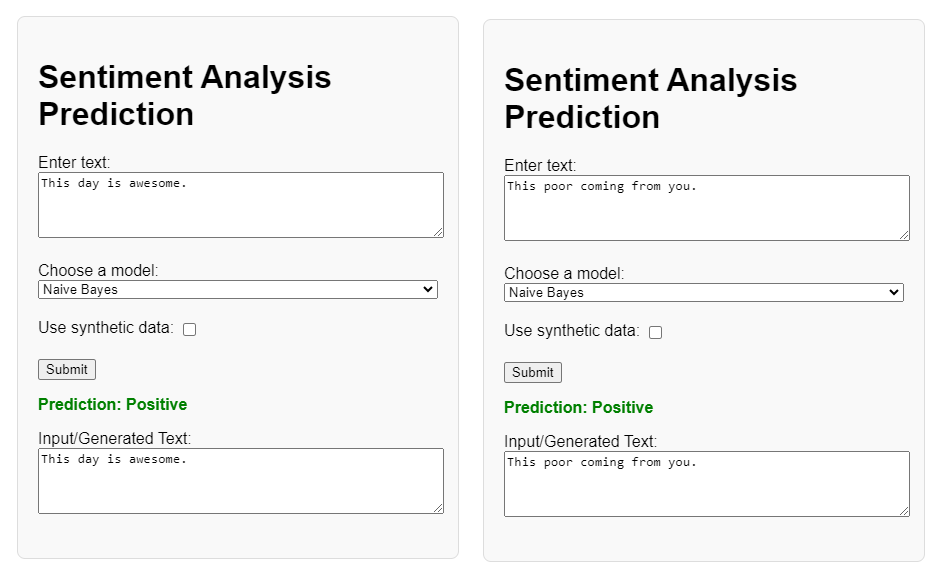 Sentiment Analysis
Prediction
Enter text:
This day is awesome.
Choose a model:
Naive Bayes
Use synthetic data:
Submit
Prediction: Positive
Input/Generated Text:
This day is awesome.
Sentiment Analysis
Prediction
Enter text:
This poor coming from you.
Choose a model:
Naive Bayes
Use synthetic data:
Submit
Prediction: Positive
Input/Generated Text:
This poor coming from you.